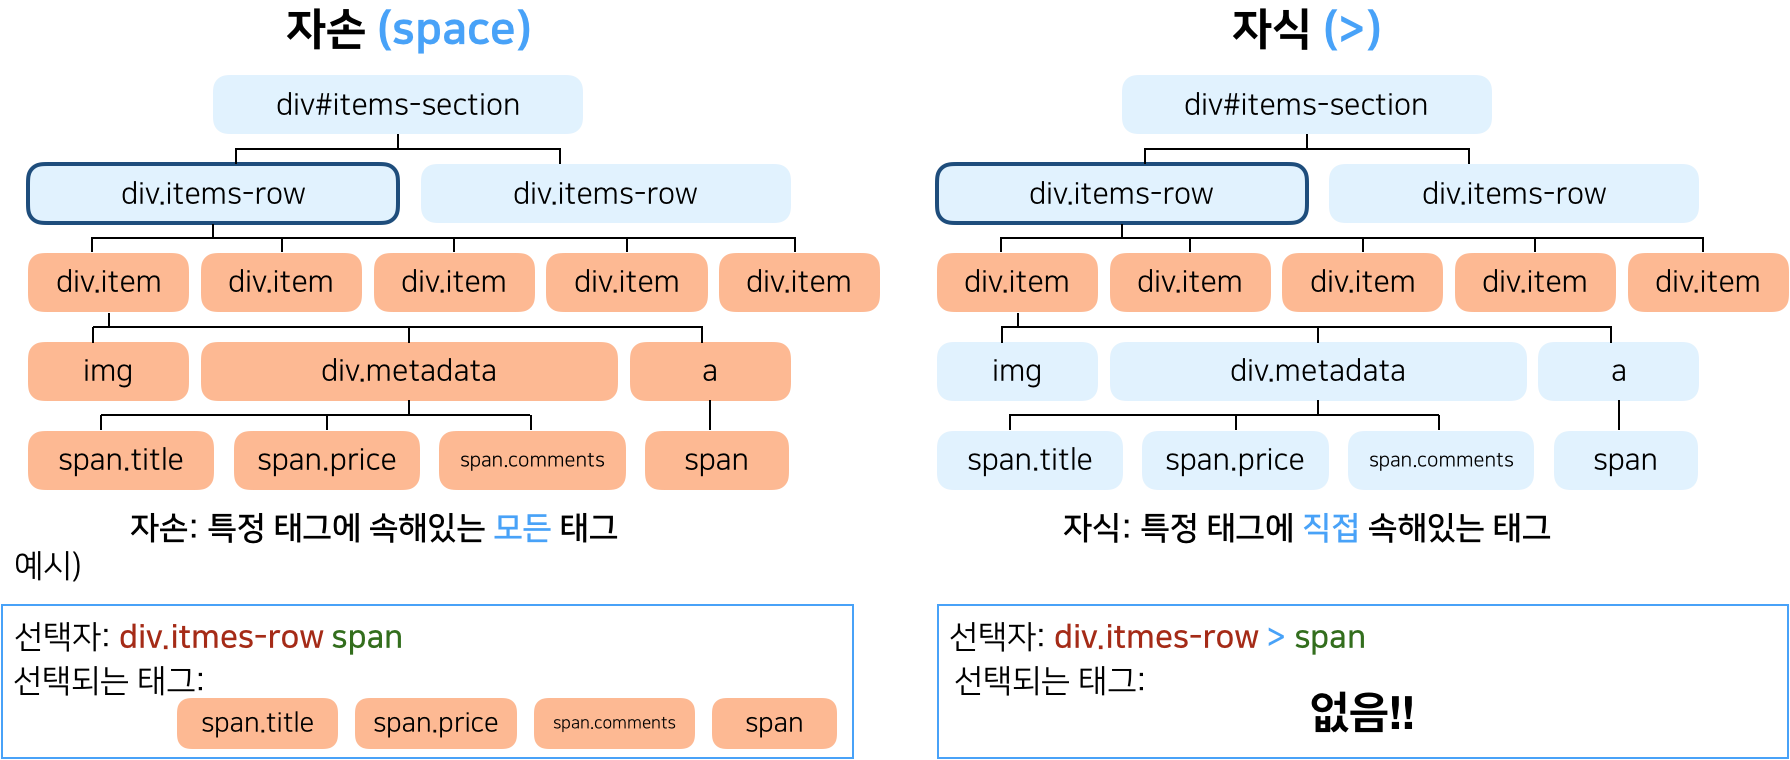 자손 (space)
div#items-section
div.items-row
div.items-row
div.item
div.item
div.item
div.item
div.item
img
div.metadata
a
span.title
span.price
span.comments
span
자손: 특정 태그에 속해있는 모든 태그
예시)
선택자: div.itmes-row span
선택되는 태그:
span.title
span.price
span.comments
span
자식 (>)
div#items-section
div.items-row
div.items-row
div.item
div.item
div.item
div.item
div.item
img
div.metadata
a
span.title
span.price
span.comments
span
자식: 특정 태그에 직접 속해있는 태그
선택자: div.itmes-row > span
선택되는 태그:
없음!!